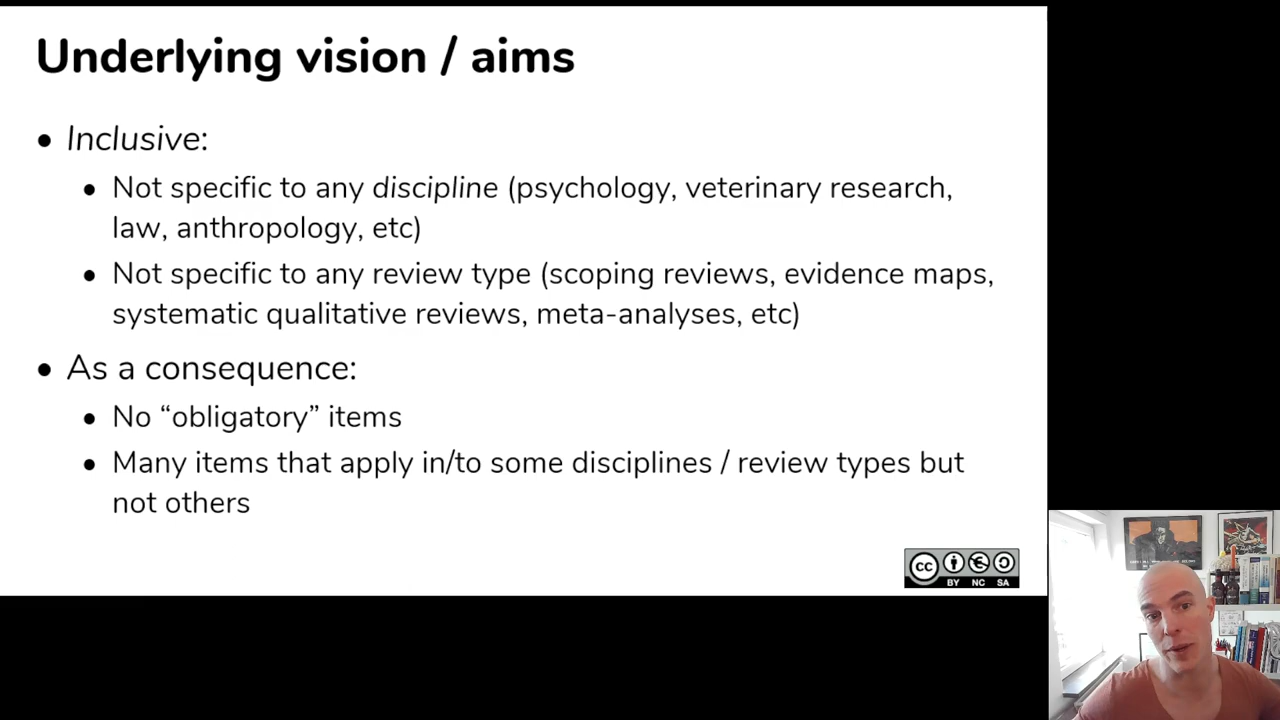 Underlying vision / aims
• Inclusive:
• Not specific to any discipline (psychology, veterinary research,
law, anthropology, etc)
• Not specific to any review type (scoping reviews, evidence maps,
systematic qualitative reviews, meta-analyses, etc)
• As a consequence:
• No “obligatory” items
• Many items that apply in/to some disciplines / review types but
not others
cc
BY NC SA